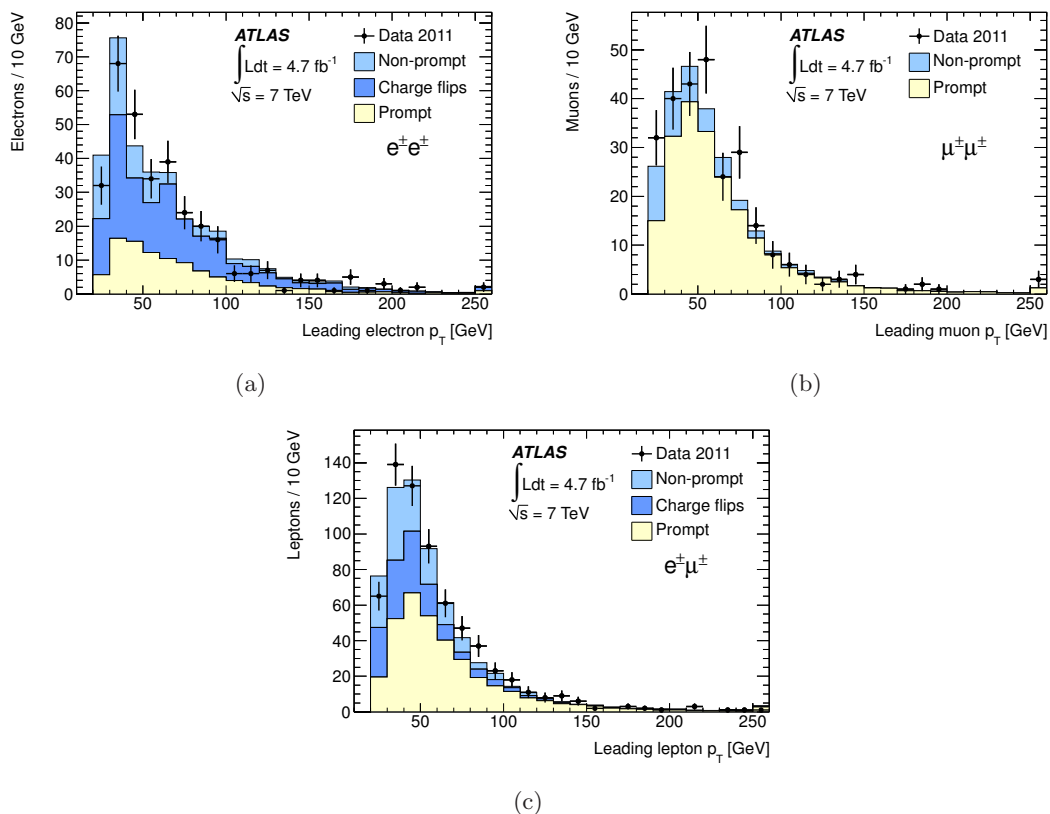 Electrons / 10 GeV
80
70
60
50
40
30
20
10
0
50
100
150
200
250
Leading electron p_T [GeV]
ATLAS
∫Ldt = 4.7 fb⁻¹
√s = 7 TeV
Data 2011
Non-prompt
Charge flips
Prompt
e±e±
(a)
Muons / 10 GeV
50
40
30
20
10
0
50
100
150
200
250
Leading muon p_T [GeV]
ATLAS
∫Ldt = 4.7 fb⁻¹
√s = 7 TeV
Data 2011
Non-prompt
Prompt
μ±μ±
(b)
Leptons / 10 GeV
140
120
100
80
60
40
20
0
50
100
150
200
250
Leading lepton p_T [GeV]
ATLAS
∫Ldt = 4.7 fb⁻¹
√s = 7 TeV
Data 2011
Non-prompt
Charge flips
Prompt
e±μ±
(c)